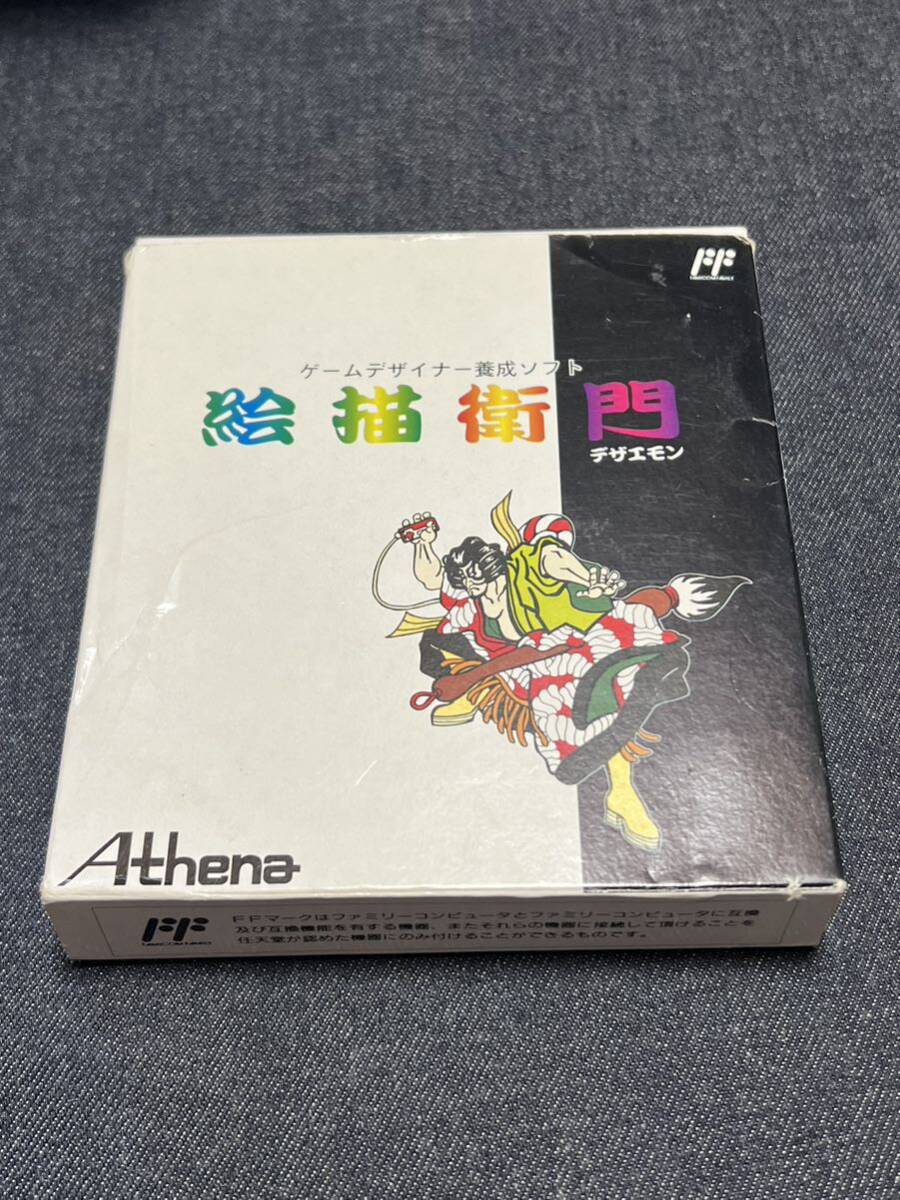 FF
FAMICOM FAMILY
ゲームデザイナー養成ソフト
絵描衛門
デザエモン
Athena
FF
FAMICOM FAMILY
FFマークはファミリーコンピュータとファミリーコンピュータに互換
及び互換機能を有する機器、またそれらの機器に接続して頂けることを
任天堂が認めた機器にのみ付けることができるものです。